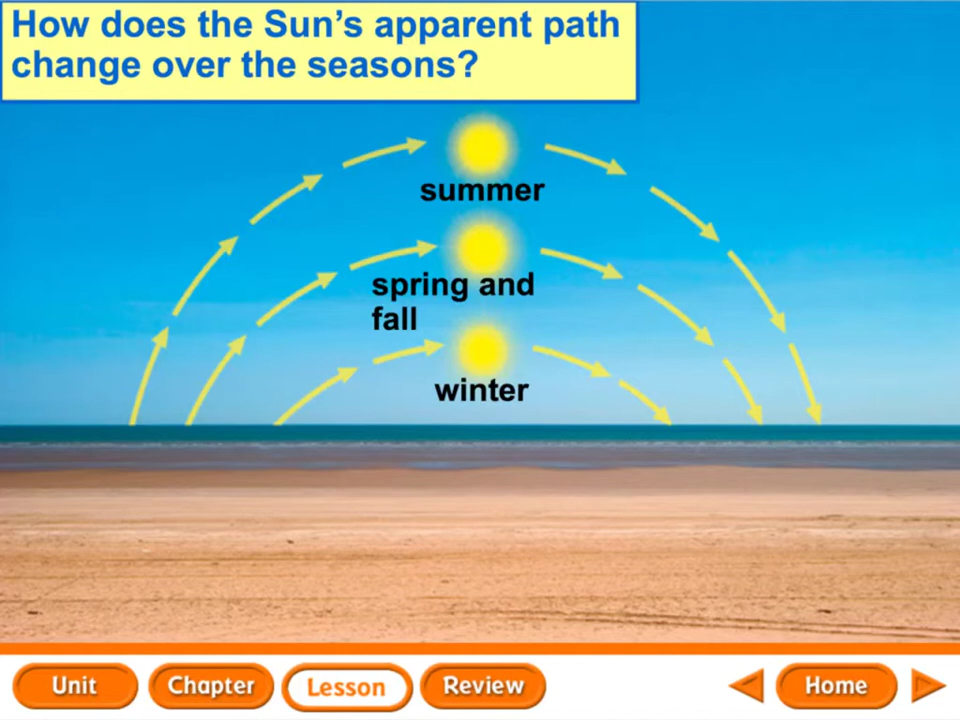 How does the Sun's apparent path
change over the seasons?
summer
spring and
fall
winter
Unit
Chapter
Lesson
Review
Home